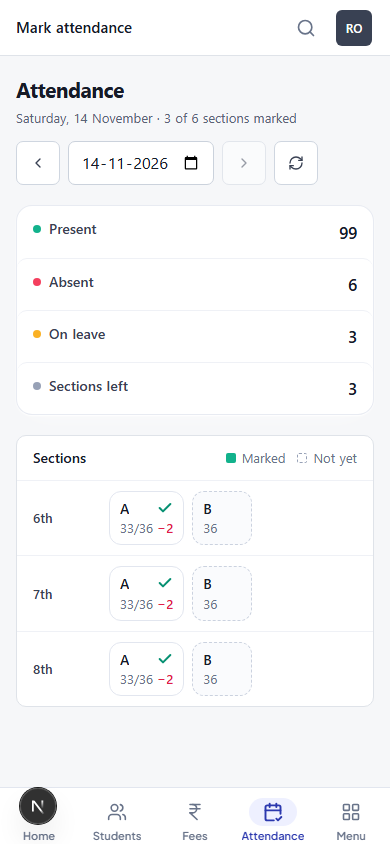 Mark attendance
RO
Attendance
Saturday, 14 November · 3 of 6 sections marked
14-11-2026
Present 99
Absent 6
On leave 3
Sections left 3
Sections Marked Not yet
6th A 33/36 −2 B 36
7th A 33/36 −2 B 36
8th A 33/36 −2 B 36
N
Home Students Fees Attendance Menu